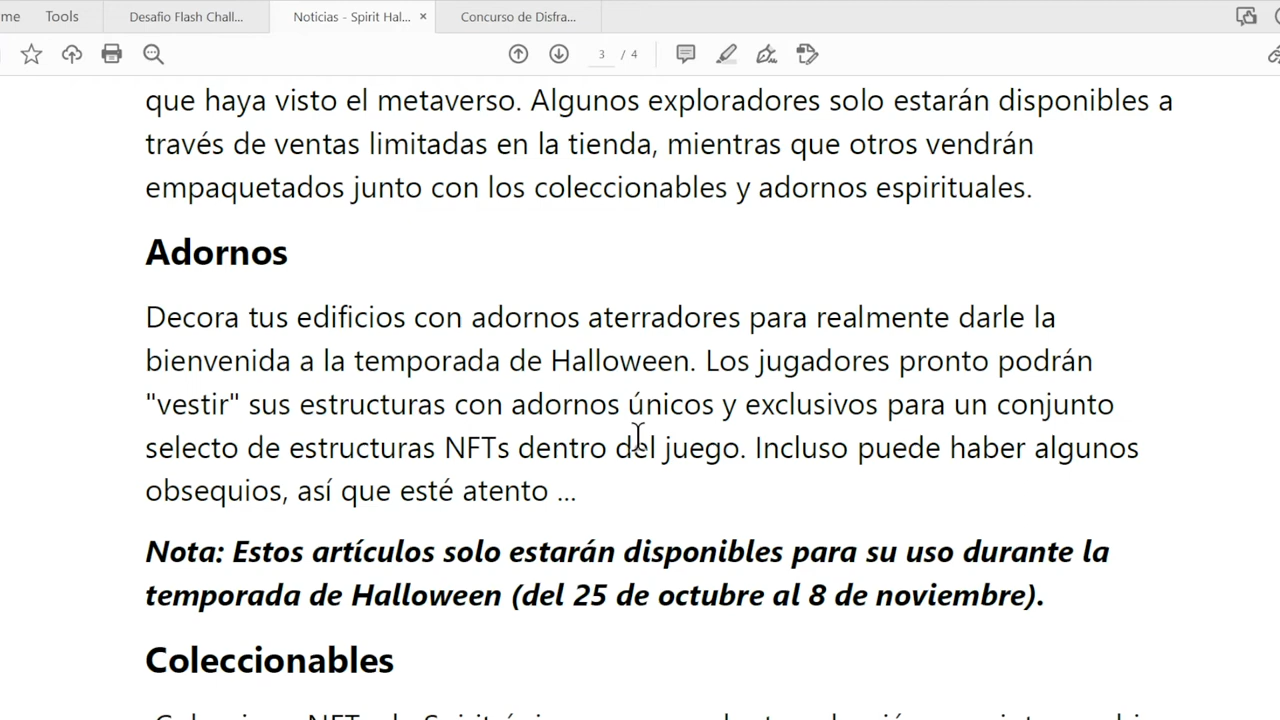 me Tools Desafio Flash Chall... Noticias - Spirit Hal... × Concurso de Disfra...
3 / 4
que haya visto el metaverso. Algunos exploradores solo estarán disponibles a
través de ventas limitadas en la tienda, mientras que otros vendrán
empaquetados junto con los coleccionables y adornos espirituales.
Adornos
Decora tus edificios con adornos aterradores para realmente darle la
bienvenida a la temporada de Halloween. Los jugadores pronto podrán
"vestir" sus estructuras con adornos únicos y exclusivos para un conjunto
selecto de estructuras NFTs dentro del juego. Incluso puede haber algunos
obsequios, así que esté atento ...
Nota: Estos artículos solo estarán disponibles para su uso durante la
temporada de Halloween (del 25 de octubre al 8 de noviembre).
Coleccionables